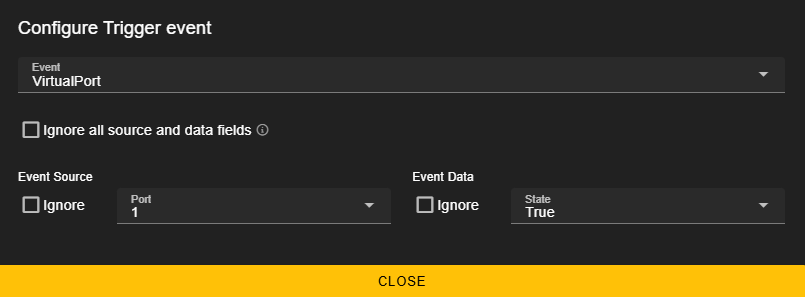 Configure Trigger event
Event
VirtualPort
Ignore all source and data fields
Event Source
Event Data
Ignore
Port
1
Ignore
State
True
CLOSE